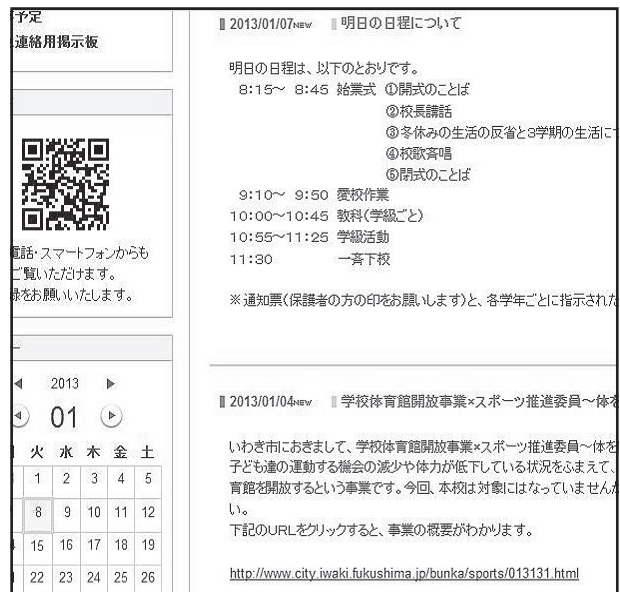 予定
連絡用掲示板
電話・スマートフォンからも
ご覧いただけます。
録をお願いいたします。
◀ 2013 ▶
01
火 水 木 金 土
1 2 3 4 5
8 9 10 11 12
15 16 17 18 19
22 23 24 25 26
2013/01/07NEW 明日の日程について
明日の日程は、以下のとおりです。
8:15～ 8:45 始業式 ①開式のことば
②校長講話
③冬休みの生活の反省と3学期の生活に
④校歌斉唱
⑥閉式のことば
9:10～ 9:50 愛校作業
10:00～10:45 教科(学級ごと)
10:55～11:25 学級活動
11:30 一斉下校
※通知票(保護者の方の印をお願いします)と、各学年ごとに指示された
2013/01/04NEW 学校体育館開放事業×スポーツ推進委員～体を
いわき市におきまして、学校体育館開放事業×スポーツ推進委員～体を
子ども達の運動する機会の減少や体力が低下している状況をふまえて、
育館を開放するという事業です。今回、本校は対象にはなっていませんが
い。
下記のURLをクリックすると、事業の概要がわかります。
http://www.city.iwaki.fukushima.jp/bunka/sports/013131.html